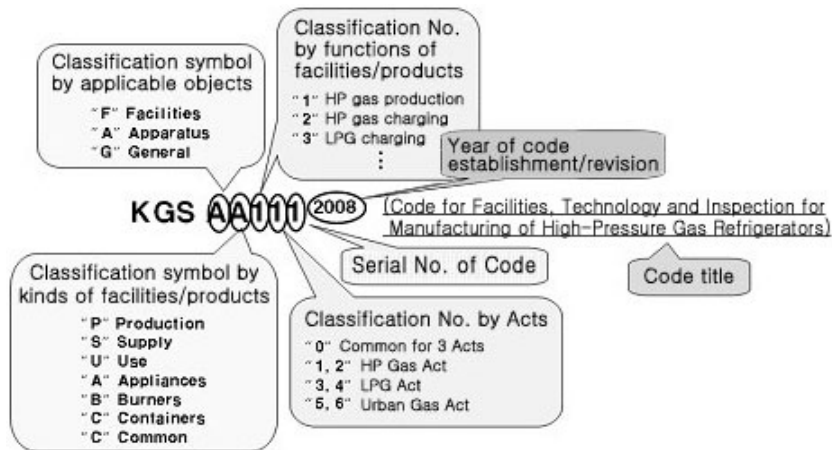 Classification symbol
by applicable objects
"F" Facilities
"A" Apparatus
"G" General
Classification No.
by functions of
facilities/products
"1" HP gas production
"2" HP gas charging
"3" LPG charging
⋮
Year of code
establishment/revision
KGS AA111 2008
(Code for Facilities, Technology and Inspection for
Manufacturing of High-Pressure Gas Refrigerators)
Serial No. of Code
Code title
Classification symbol by
kinds of facilities/products
"P" Production
"S" Supply
"U" Use
"A" Appliances
"B" Burners
"C" Containers
"C" Common
Classification No. by Acts
"0" Common for 3 Acts
"1, 2" HP Gas Act
"3, 4" LPG Act
"5, 6" Urban Gas Act